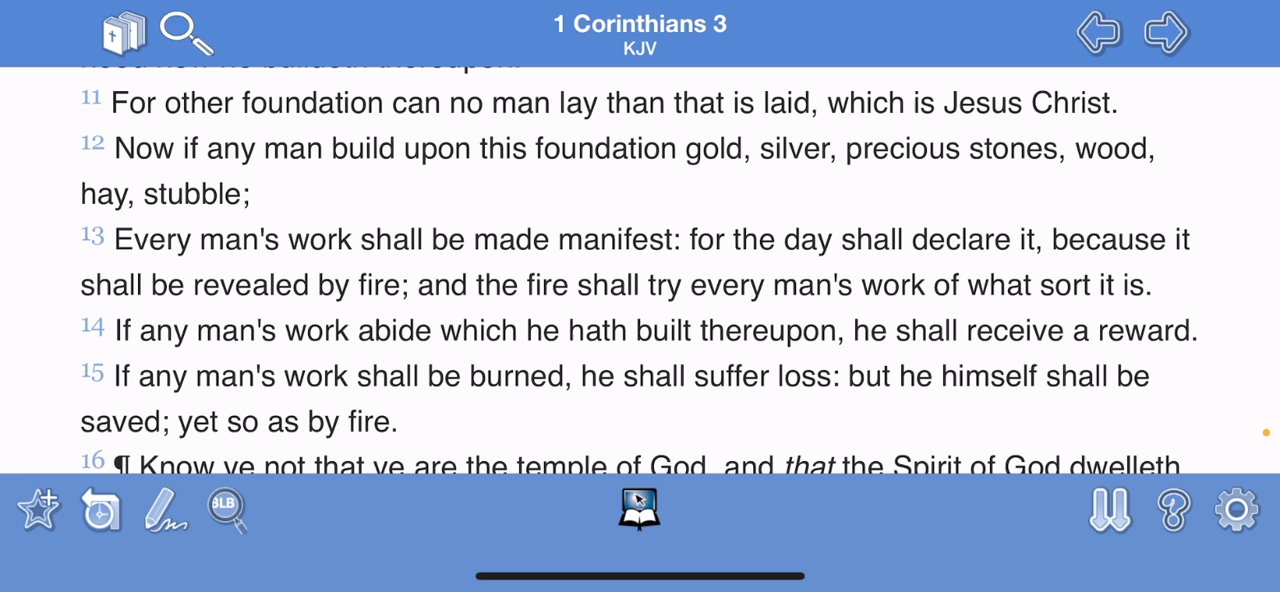 1 Corinthians 3
KJV
11 For other foundation can no man lay than that is laid, which is Jesus Christ.
12 Now if any man build upon this foundation gold, silver, precious stones, wood,
hay, stubble;
13 Every man's work shall be made manifest: for the day shall declare it, because it
shall be revealed by fire; and the fire shall try every man's work of what sort it is.
14 If any man's work abide which he hath built thereupon, he shall receive a reward.
15 If any man's work shall be burned, he shall suffer loss: but he himself shall be
saved; yet so as by fire.
16 ¶ Know ye not that ye are the temple of God, and that the Spirit of God dwelleth
BLB